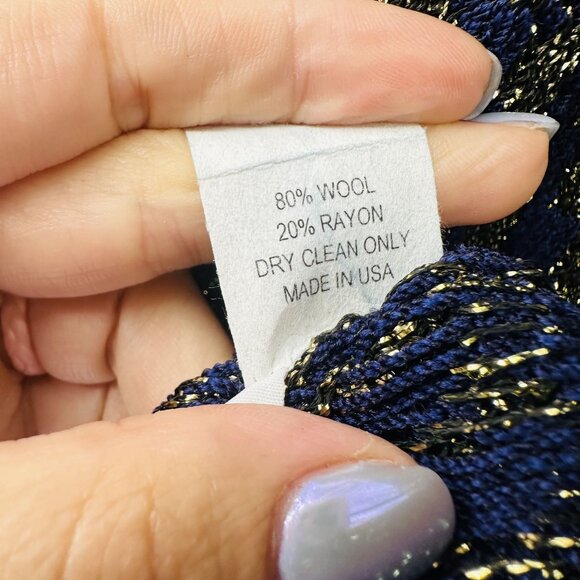 80% WOOL
20% RAYON
DRY CLEAN ONLY
MADE IN USA